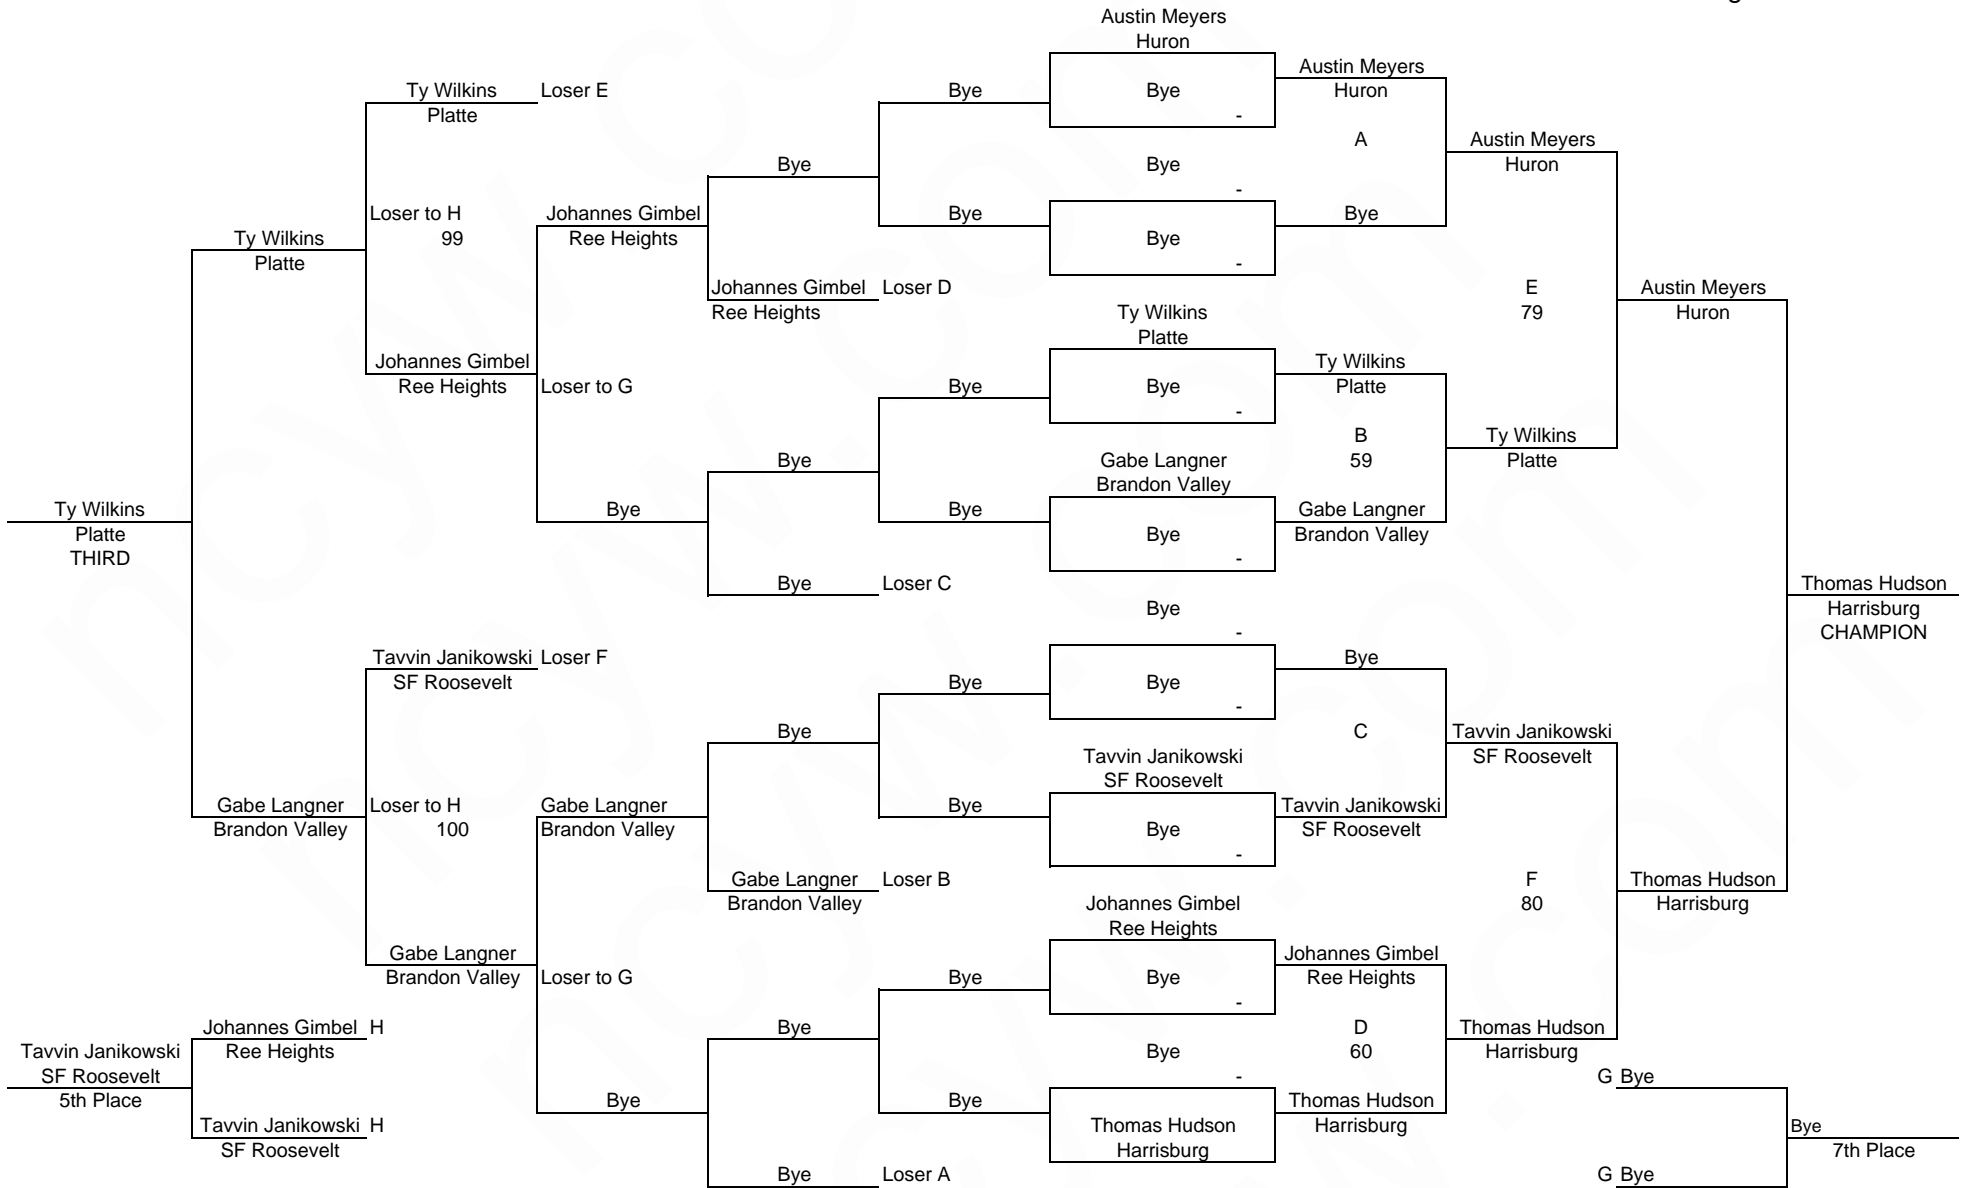 Austin Meyers
Huron
Ty Wilkins Loser E Bye Bye Austin Meyers
Platte - Huron
A Austin Meyers
Bye Bye Huron
-
Loser to H Johannes Gimbel Bye Bye
99 Ree Heights Bye
Ty Wilkins -
Platte
Johannes Gimbel Loser D E Austin Meyers
Ree Heights Ty Wilkins 79 Huron
Platte
Johannes Gimbel Ty Wilkins
Ree Heights Loser to G Bye Bye Platte
-
B Ty Wilkins
Bye Gabe Langner 59 Platte
Brandon Valley
Ty Wilkins Bye Bye Gabe Langner
Platte Bye Brandon Valley
THIRD -
Bye Loser C Thomas Hudson
Bye Harrisburg
- CHAMPION
Tavvin Janikowski Loser F Bye
SF Roosevelt Bye Bye
-
Bye C Tavvin Janikowski
Tavvin Janikowski SF Roosevelt
SF Roosevelt
Gabe Langner Loser to H Gabe Langner Bye Tavvin Janikowski
Brandon Valley 100 Brandon Valley Bye SF Roosevelt
-
Gabe Langner Loser B F Thomas Hudson
Brandon Valley Johannes Gimbel 80 Harrisburg
Ree Heights
Gabe Langner Johannes Gimbel
Brandon Valley Loser to G Bye Bye Ree Heights
-
Johannes Gimbel H Bye D Thomas Hudson
Tavvin Janikowski Ree Heights Bye 60 Harrisburg
SF Roosevelt - G Bye
5th Place Bye Bye Thomas Hudson
Tavvin Janikowski H Thomas Hudson Harrisburg Bye
SF Roosevelt Harrisburg 7th Place
Bye Loser A G Bye